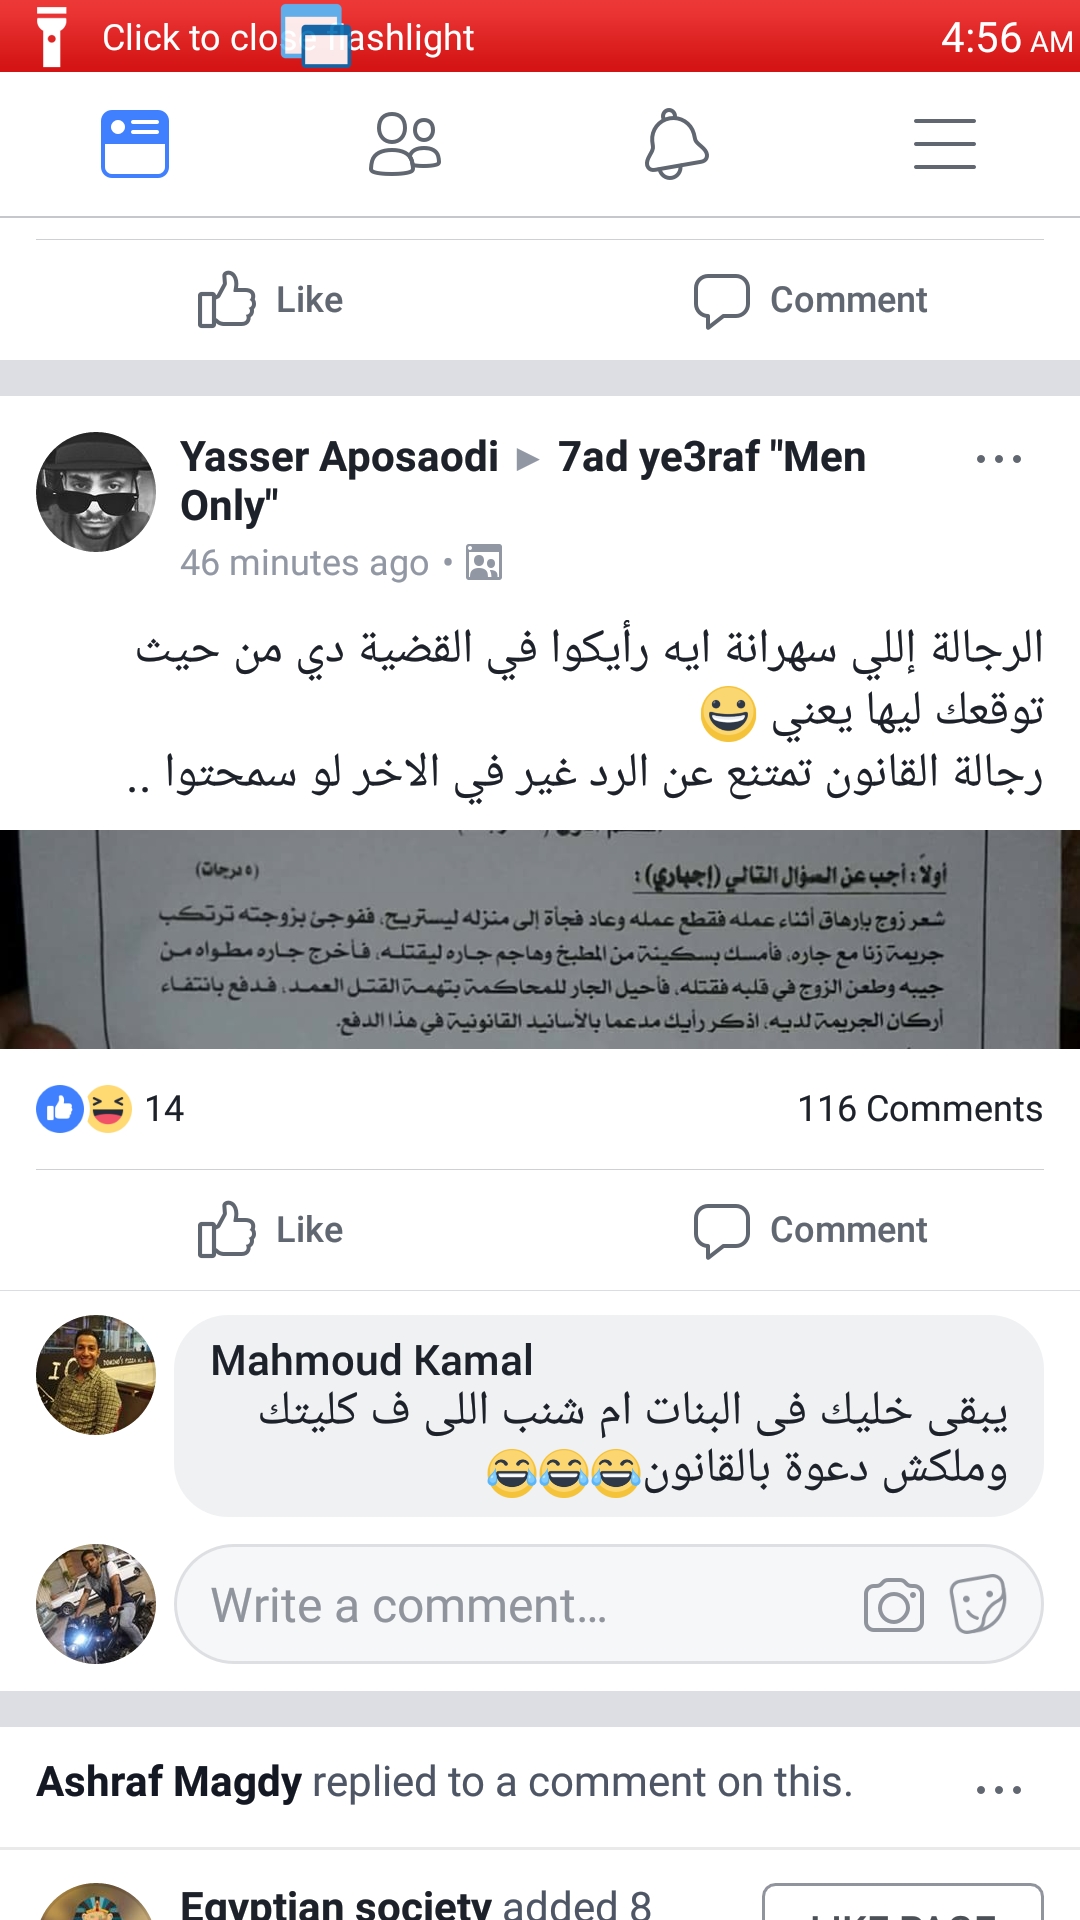 Click to close flashlight
4:56 AM
Like
Comment
Yasser Aposaodi ▶ 7ad ye3raf "Men
Only"
46 minutes ago •
الرجالة إللي سهرانة ايه رأيكوا في القضية دي من حيث
توقعك ليها يعني 😀
رجالة القانون تمتنع عن الرد غير في الاخر لو سمحتوا ..
أولاً: أجب عن السؤال التالي (إجباري): (٥ درجات)
شعر زوج بإرهاق أثناء عمله فقطع عمله وعاد فجأة إلى منزله ليستريح، ففوجئ بزوجته ترتكب
جريمة زنا مع جاره، فأمسك بسكينة من المطبخ وهاجم جاره ليقتله، فأخرج جاره مطواه من
جيبه وطعن الزوج في قلبه فقتله، فأحيل الجار للمحاكمة بتهمة القتل العمد، فدفع بانتفاء
أركان الجريمة لديه، اذكر رأيك مدعما بالأسانيد القانونية في هذا الدفع.
14
116 Comments
Like
Comment
Mahmoud Kamal
يبقى خليك فى البنات ام شنب اللى ف كليتك
وملكش دعوة بالقانون😂😂😂
Write a comment...
Ashraf Magdy replied to a comment on this.
Egyptian society added 8
LIKE PAGE